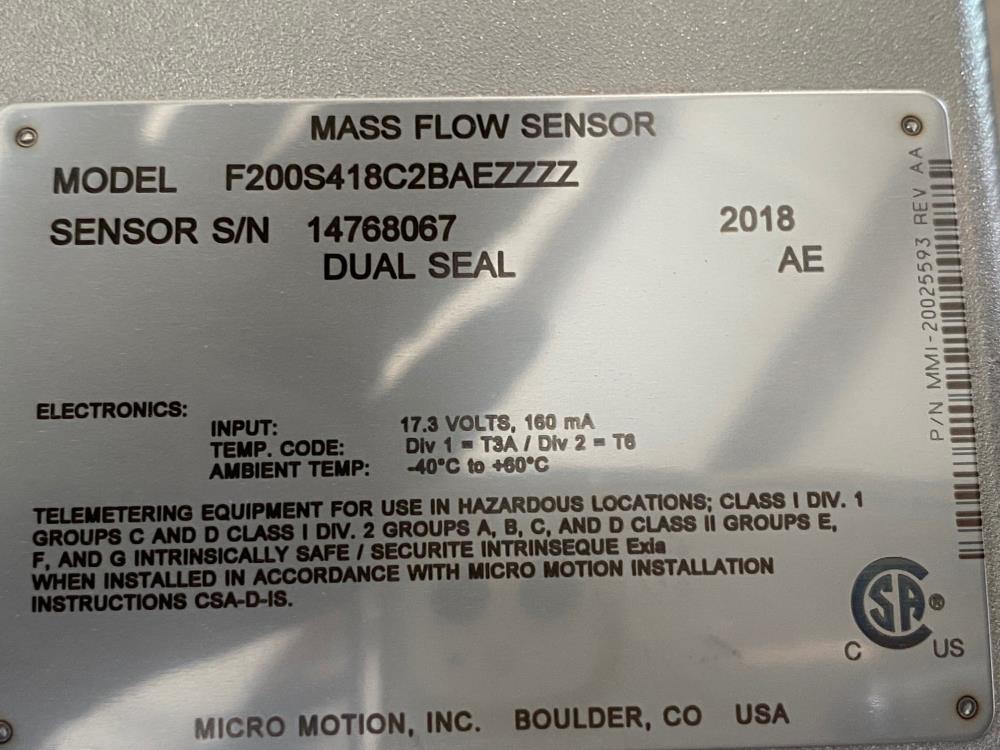 MASS FLOW SENSOR
MODEL F200S418C2BAEZZZZ
SENSOR S/N 14768067 2018
DUAL SEAL AE
P/N MMI-20025593 REV AA
ELECTRONICS:
INPUT: 17.3 VOLTS, 160 mA
TEMP. CODE: Div 1 = T3A / Div 2 = T6
AMBIENT TEMP: -40°C to +60°C
TELEMETERING EQUIPMENT FOR USE IN HAZARDOUS LOCATIONS; CLASS I DIV. 1
GROUPS C AND D CLASS I DIV. 2 GROUPS A, B, C, AND D CLASS II GROUPS E,
F, AND G INTRINSICALLY SAFE / SECURITE INTRINSEQUE Exia
WHEN INSTALLED IN ACCORDANCE WITH MICRO MOTION INSTALLATION
INSTRUCTIONS CSA-D-IS.
CSA®
C US
MICRO MOTION, INC. BOULDER, CO USA